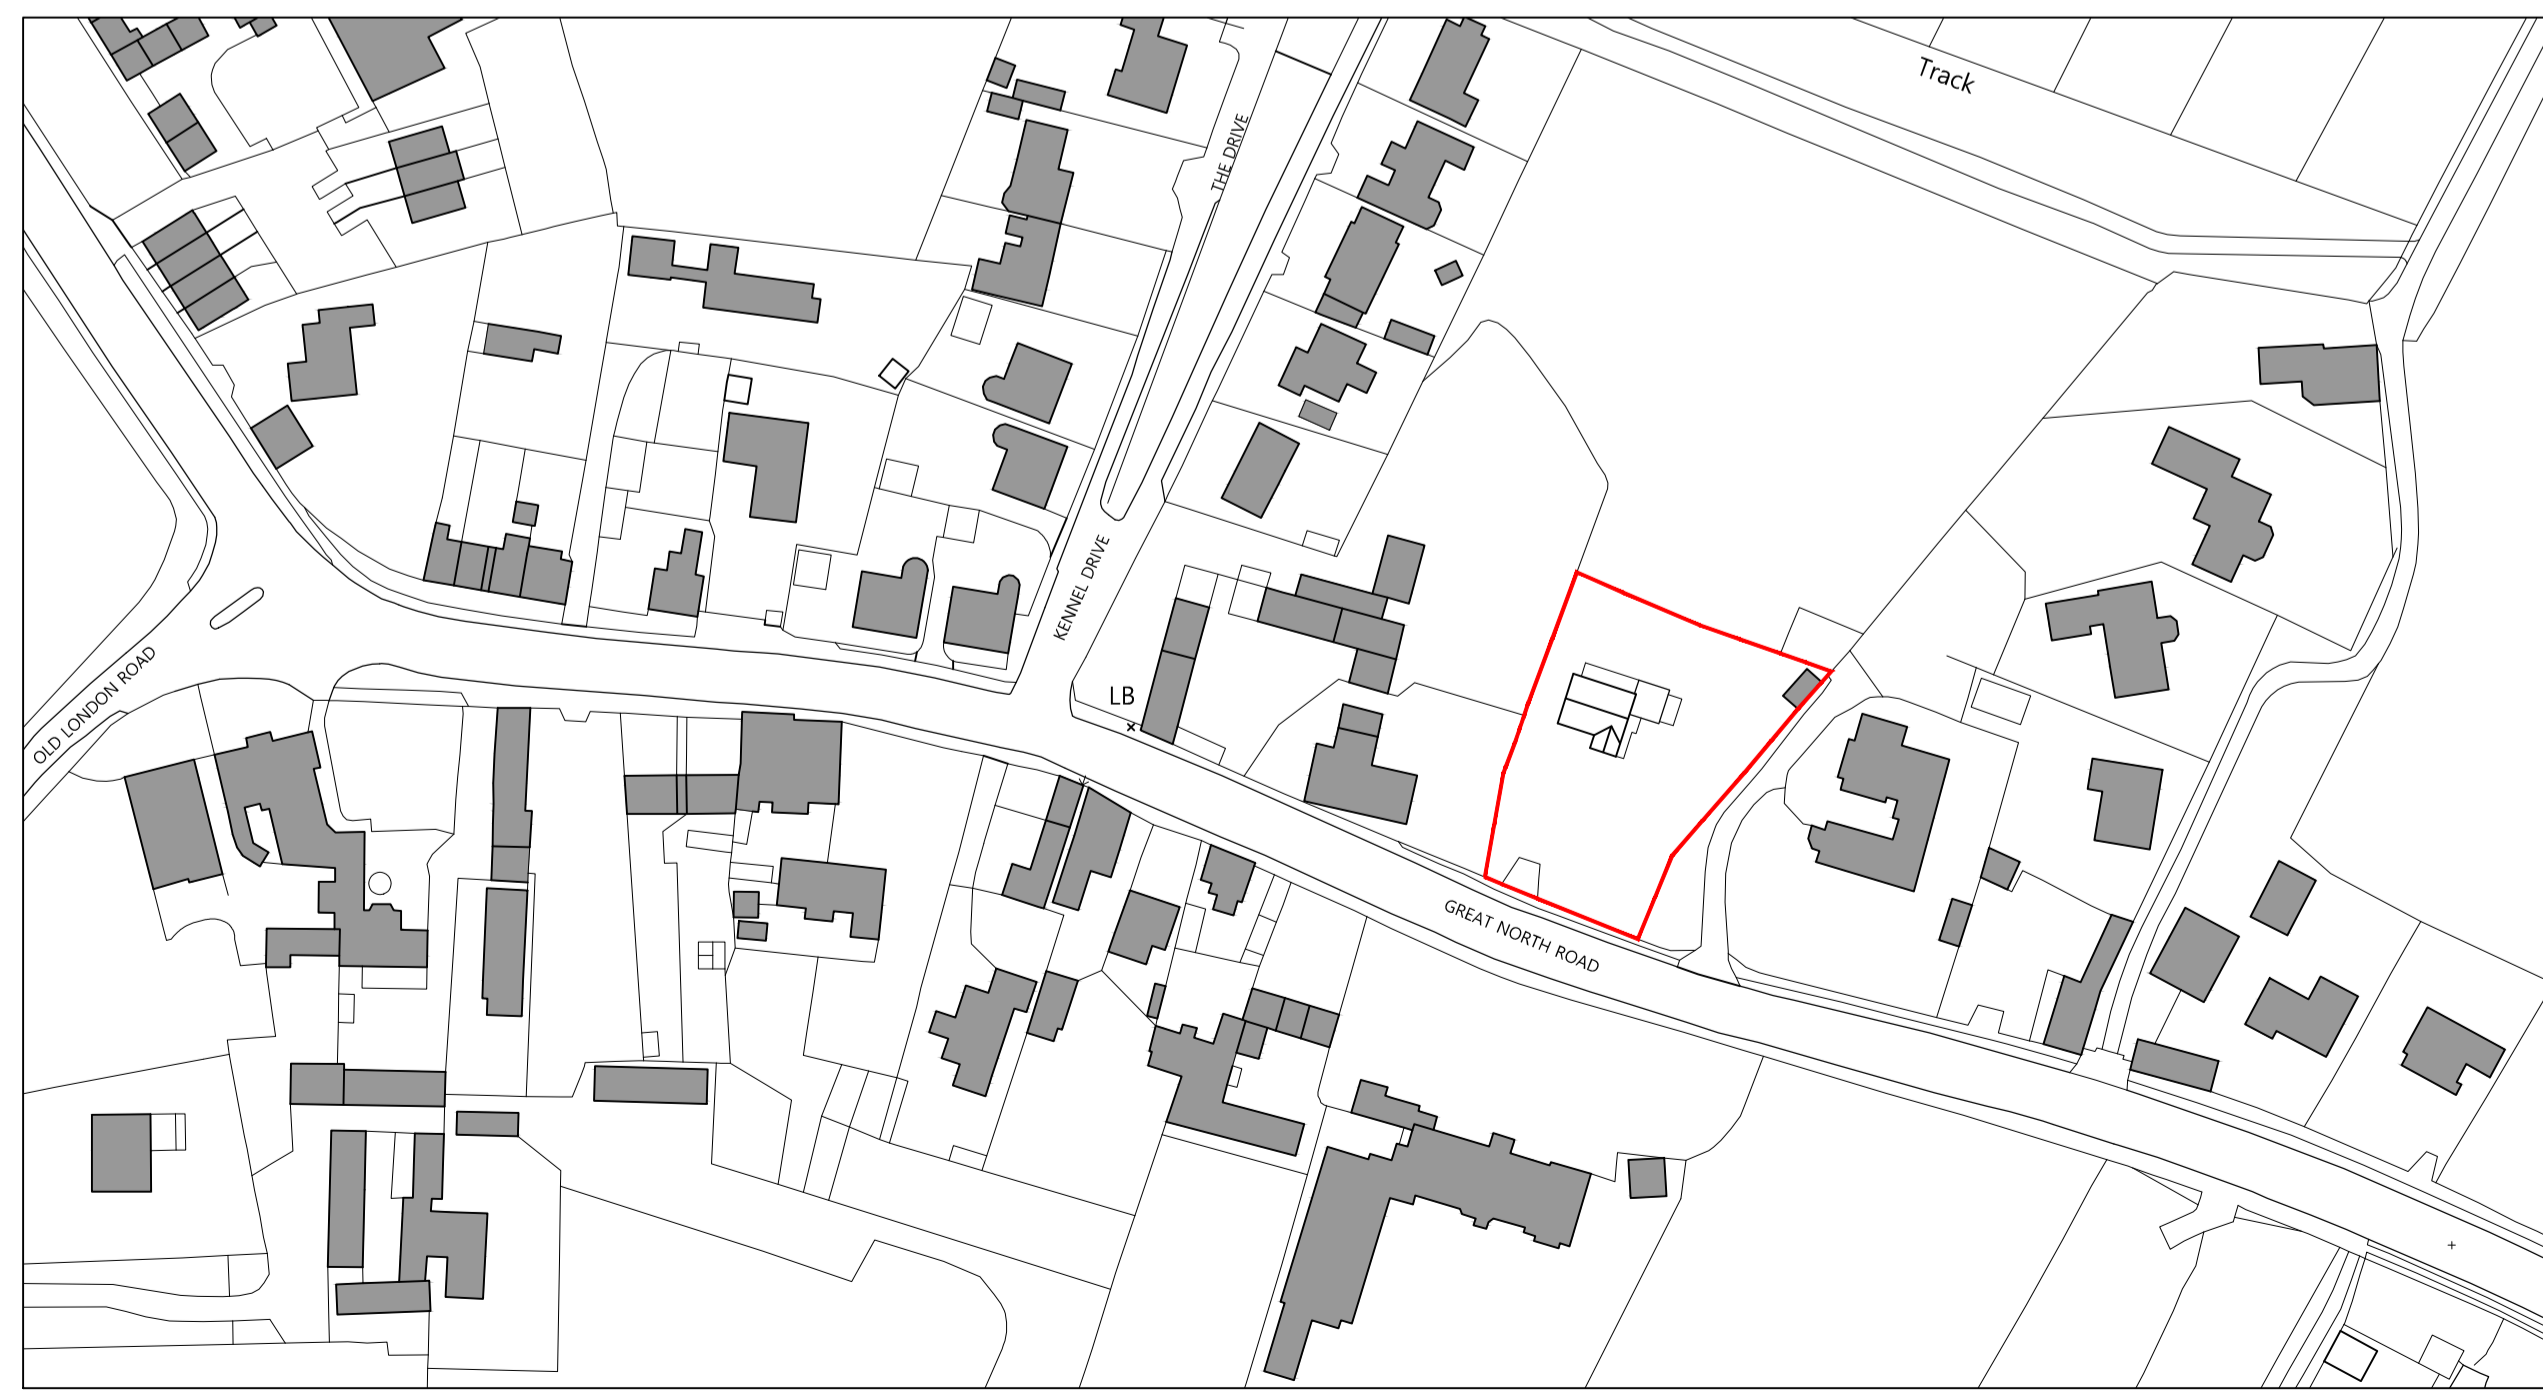 Track
THE DRIVE
KENNEL DRIVE
OLD LONDON ROAD
LB
GREAT NORTH ROAD